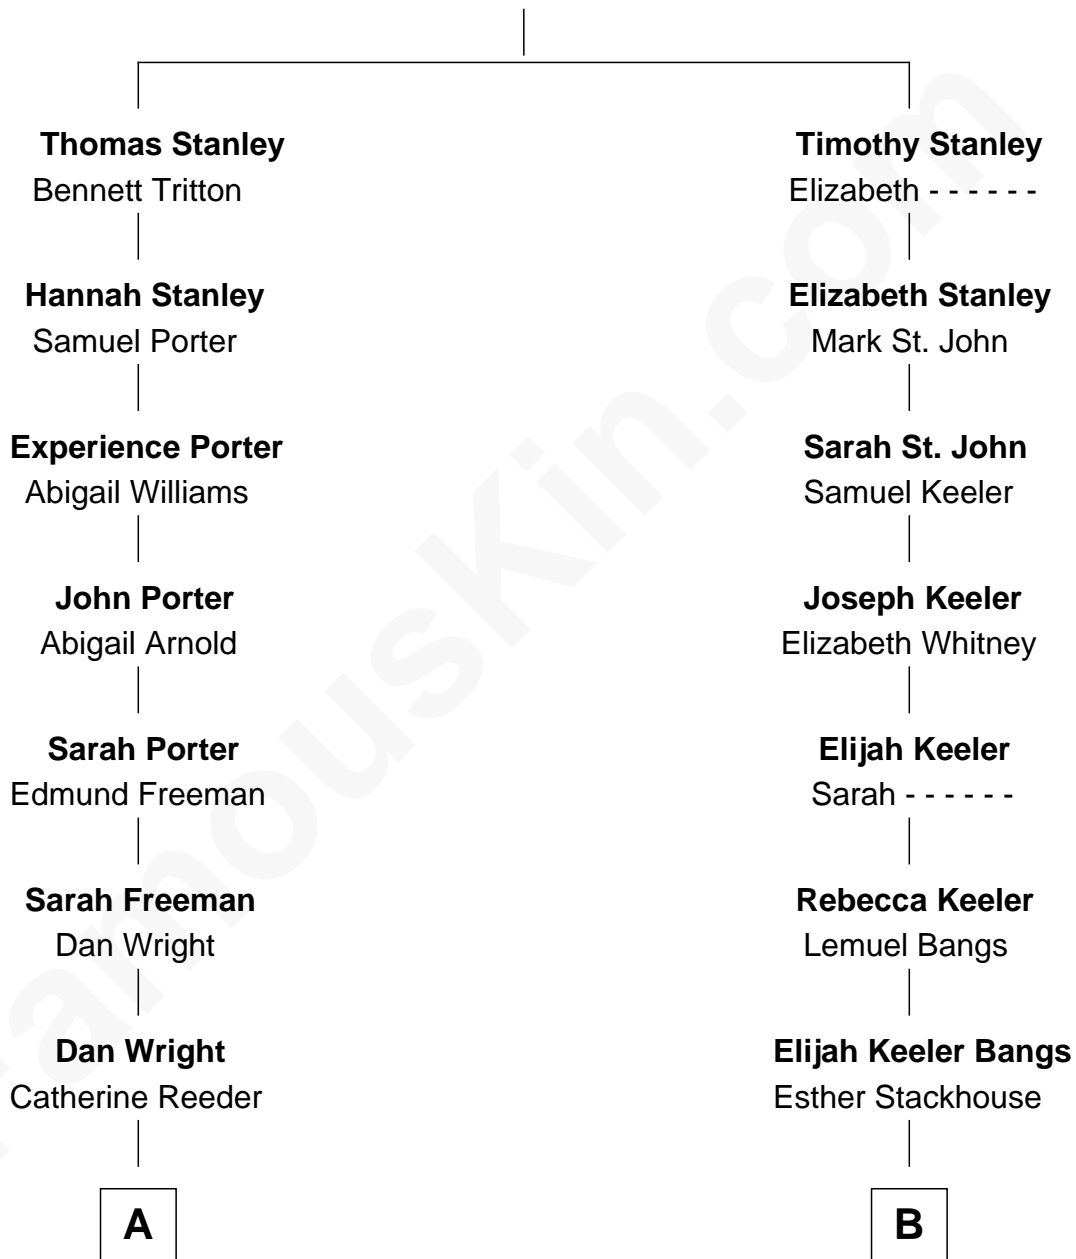 Thomas Stanley
Bennett Tritton
Hannah Stanley
Samuel Porter
Experience Porter
Abigail Williams
John Porter
Abigail Arnold
Sarah Porter
Edmund Freeman
Sarah Freeman
Dan Wright
Dan Wright
Catherine Reeder
A
Timothy Stanley
Elizabeth - - - - - -
Elizabeth Stanley
Mark St. John
Sarah St. John
Samuel Keeler
Joseph Keeler
Elizabeth Whitney
Elijah Keeler
Sarah - - - - - -
Rebecca Keeler
Lemuel Bangs
Elijah Keeler Bangs
Esther Stackhouse
B
FamousKin.com